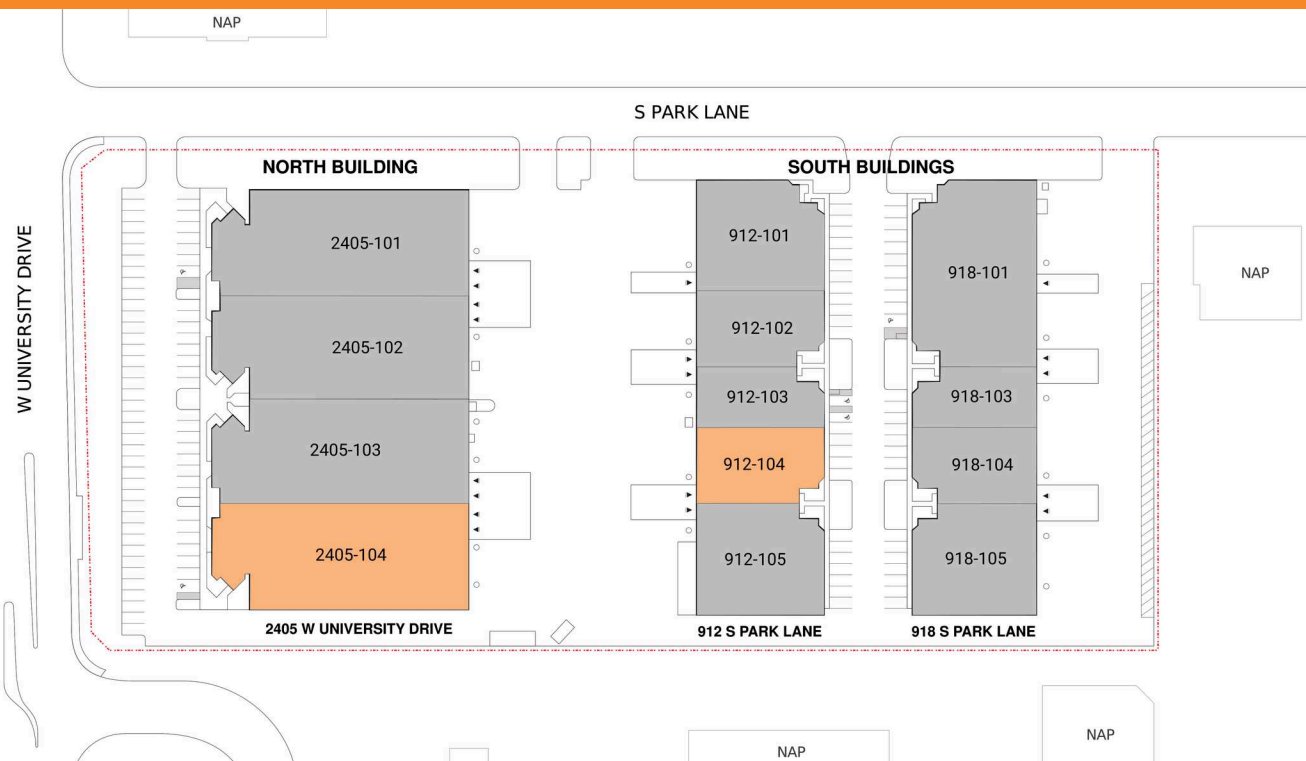 NAP
S PARK LANE
NORTH BUILDING
SOUTH BUILDINGS
W UNIVERSITY DRIVE
2405-101
2405-102
2405-103
2405-104
2405 W UNIVERSITY DRIVE
912-101
912-102
912-103
912-104
912-105
912 S PARK LANE
918-101
918-103
918-104
918-105
918 S PARK LANE
NAP
NAP
NAP